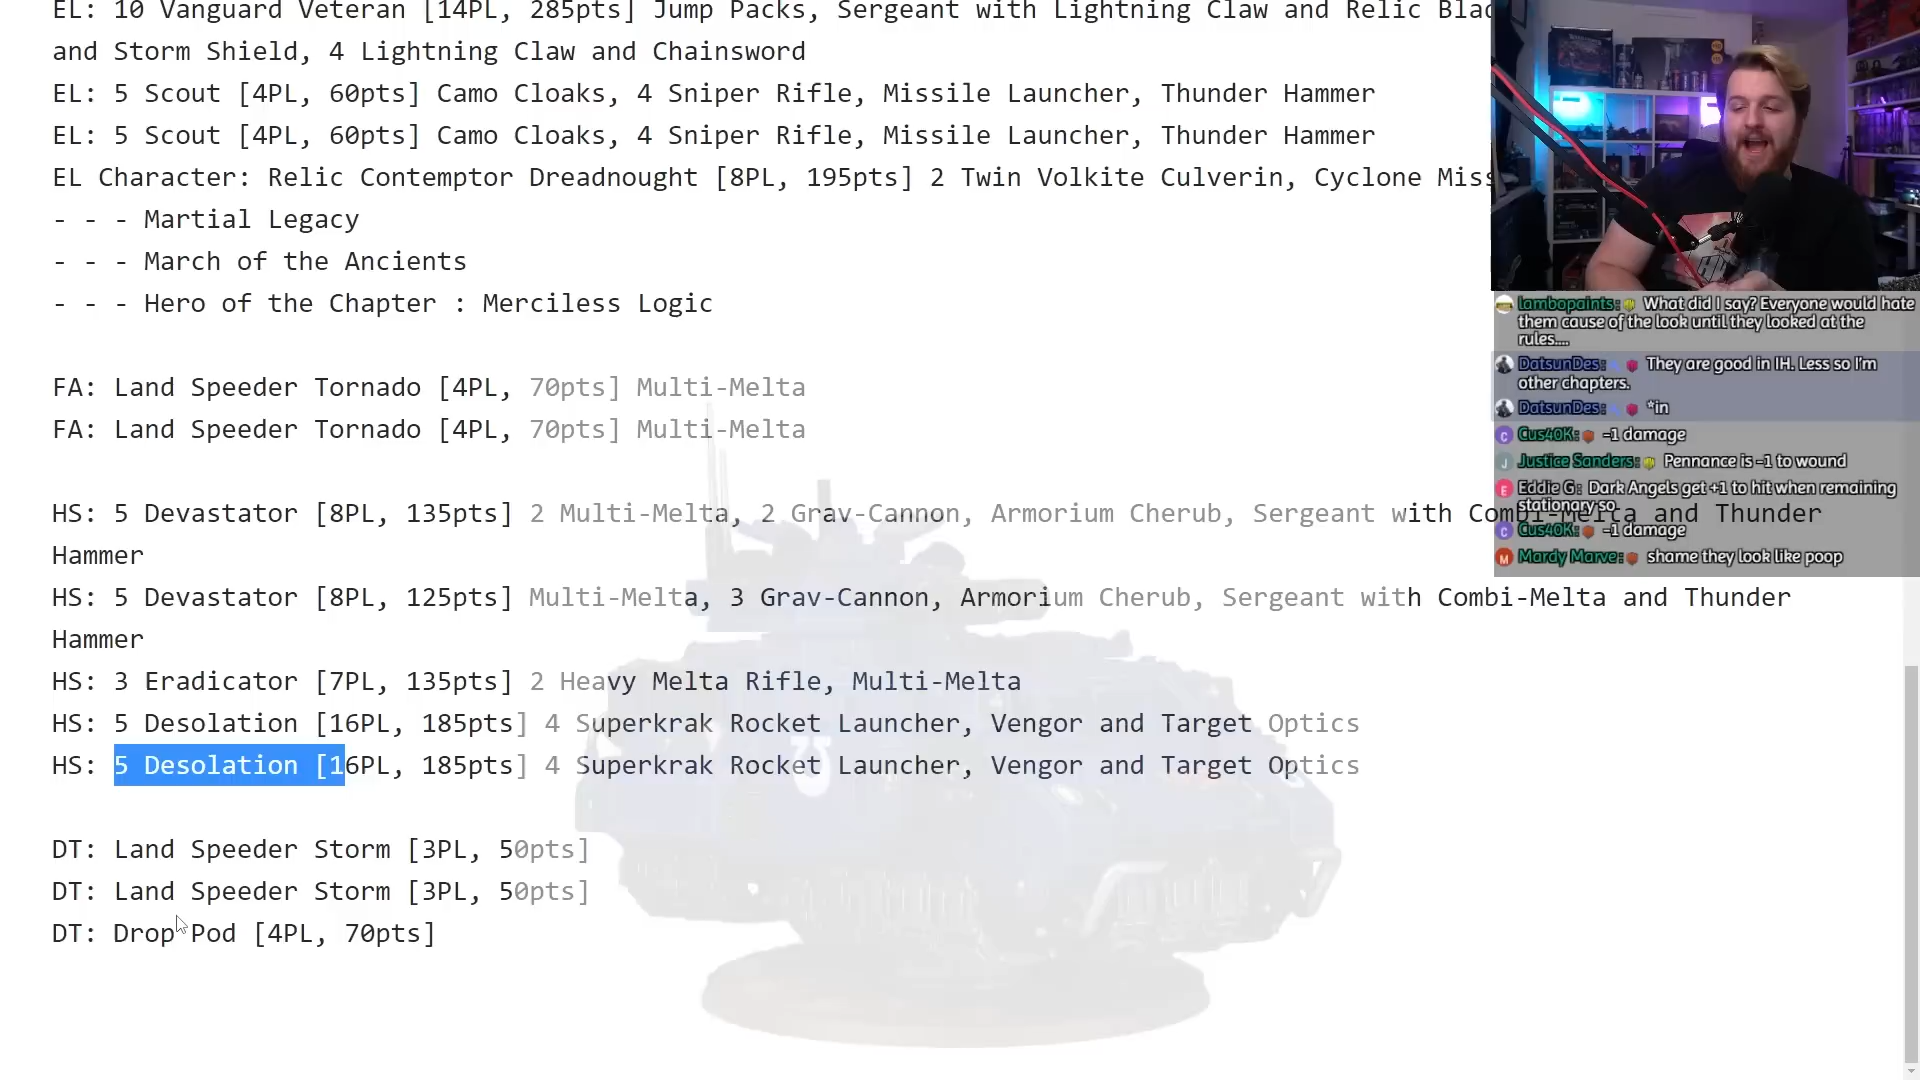 EL: 10 Vanguard Veteran [14PL, 285pts] Jump Packs, Sergeant with Lightning Claw and Relic Blad
and Storm Shield, 4 Lightning Claw and Chainsword
EL: 5 Scout [4PL, 60pts] Camo Cloaks, 4 Sniper Rifle, Missile Launcher, Thunder Hammer
EL: 5 Scout [4PL, 60pts] Camo Cloaks, 4 Sniper Rifle, Missile Launcher, Thunder Hammer
EL Character: Relic Contemptor Dreadnought [8PL, 195pts] 2 Twin Volkite Culverin, Cyclone Miss
- - - Martial Legacy
- - - March of the Ancients
- - - Hero of the Chapter : Merciless Logic
FA: Land Speeder Tornado [4PL, 70pts] Multi-Melta
FA: Land Speeder Tornado [4PL, 70pts] Multi-Melta
HS: 5 Devastator [8PL, 135pts] 2 Multi-Melta, 2 Grav-Cannon, Armorium Cherub, Sergeant with Combi-Melta and Thunder
Hammer
HS: 5 Devastator [8PL, 125pts] Multi-Melta, 3 Grav-Cannon, Armorium Cherub, Sergeant with Combi-Melta and Thunder
Hammer
HS: 3 Eradicator [7PL, 135pts] 2 Heavy Melta Rifle, Multi-Melta
HS: 5 Desolation [16PL, 185pts] 4 Superkrak Rocket Launcher, Vengor and Target Optics
HS: 5 Desolation [16PL, 185pts] 4 Superkrak Rocket Launcher, Vengor and Target Optics
DT: Land Speeder Storm [3PL, 50pts]
DT: Land Speeder Storm [3PL, 50pts]
DT: Drop Pod [4PL, 70pts]
lambopaints: What did I say? Everyone would hate
them cause of the look until they looked at the
rules....
DatsunDes: They are good in IH. Less so I'm
other chapters.
DatsunDes: *in
Cus40K: -1 damage
Justice Sanders: Pennance is -1 to wound
Eddie G: Dark Angels get +1 to hit when remaining
stationary so
Cus40K: -1 damage
Mardy Marve: shame they look like poop